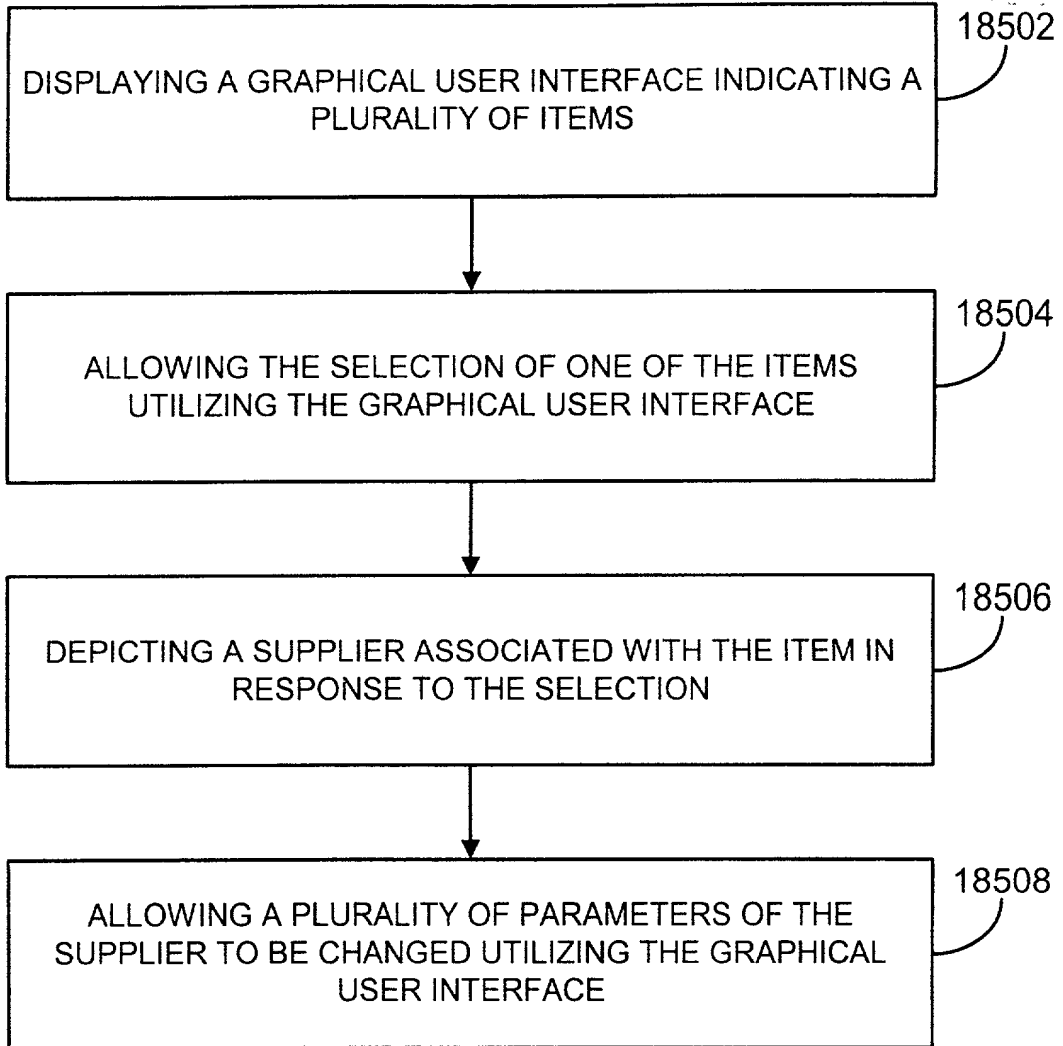 18502
DISPLAYING A GRAPHICAL USER INTERFACE INDICATING A
PLURALITY OF ITEMS
18504
ALLOWING THE SELECTION OF ONE OF THE ITEMS
UTILIZING THE GRAPHICAL USER INTERFACE
18506
DEPICTING A SUPPLIER ASSOCIATED WITH THE ITEM IN
RESPONSE TO THE SELECTION
18508
ALLOWING A PLURALITY OF PARAMETERS OF THE
SUPPLIER TO BE CHANGED UTILIZING THE GRAPHICAL
USER INTERFACE